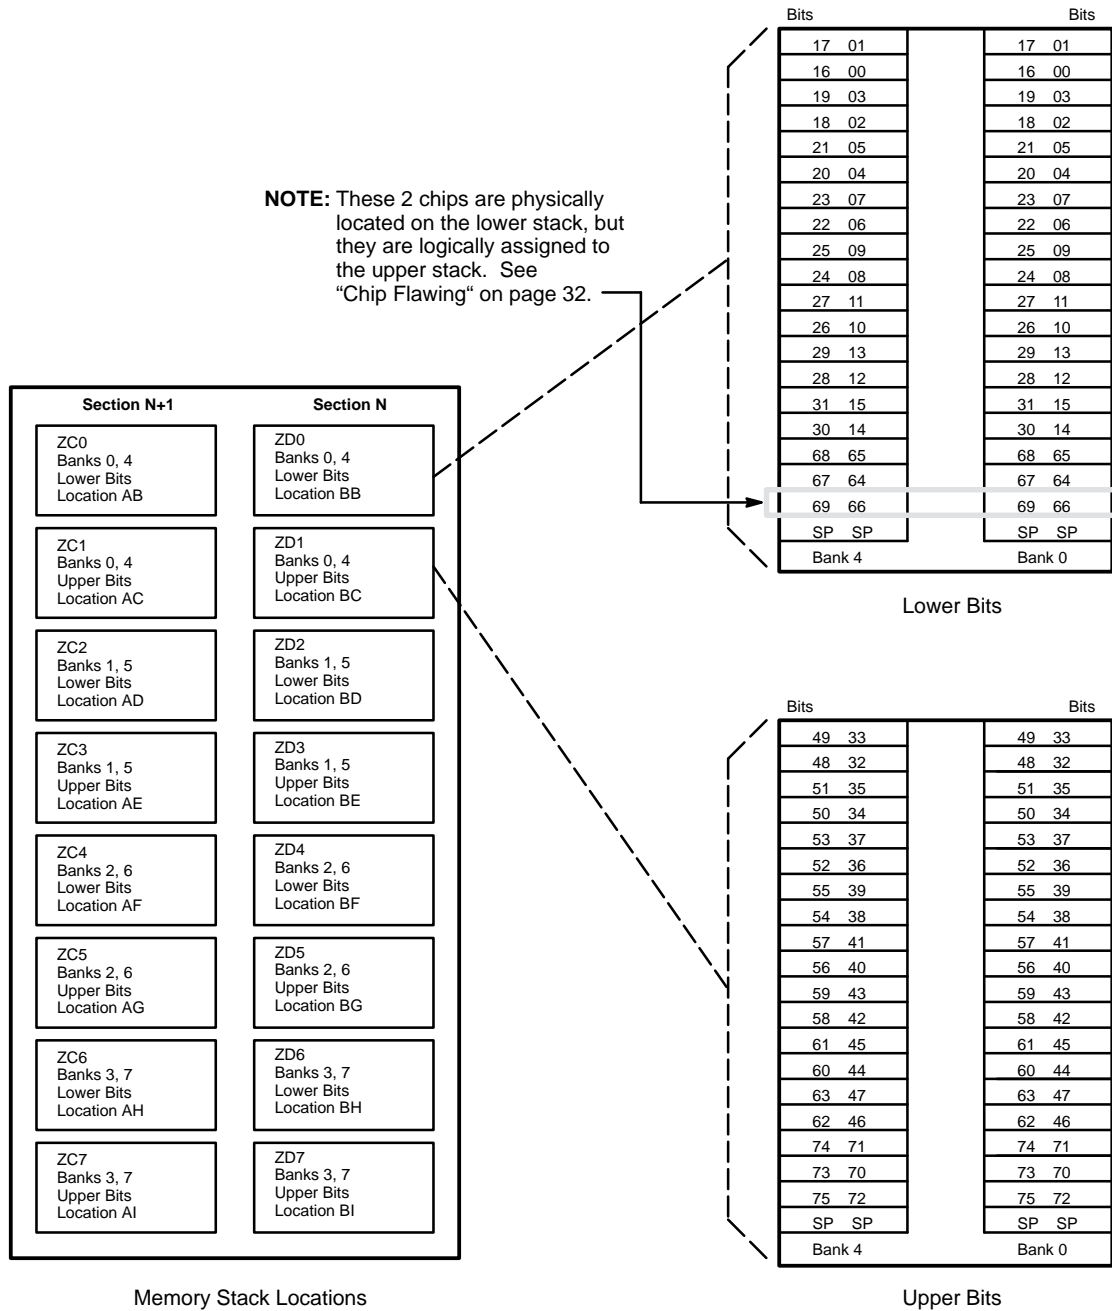 Bits Bits
17 01 17 01
16 00 16 00
19 03 19 03
18 02 18 02
21 05 21 05
20 04 20 04
23 07 23 07
22 06 22 06
25 09 25 09
24 08 24 08
27 11 27 11
26 10 26 10
29 13 29 13
28 12 28 12
31 15 31 15
30 14 30 14
68 65 68 65
67 64 67 64
69 66 69 66
SP SP SP SP
Bank 4 Bank 0
Lower Bits
NOTE: These 2 chips are physically
located on the lower stack, but
they are logically assigned to
the upper stack. See
“Chip Flawing“ on page 32.
Section N+1 Section N
ZC0
Banks 0, 4
Lower Bits
Location AB
ZD0
Banks 0, 4
Lower Bits
Location BB
ZC1
Banks 0, 4
Upper Bits
Location AC
ZD1
Banks 0, 4
Upper Bits
Location BC
ZC2
Banks 1, 5
Lower Bits
Location AD
ZD2
Banks 1, 5
Lower Bits
Location BD
ZC3
Banks 1, 5
Upper Bits
Location AE
ZD3
Banks 1, 5
Upper Bits
Location BE
ZC4
Banks 2, 6
Lower Bits
Location AF
ZD4
Banks 2, 6
Lower Bits
Location BF
ZC5
Banks 2, 6
Upper Bits
Location AG
ZD5
Banks 2, 6
Upper Bits
Location BG
ZC6
Banks 3, 7
Lower Bits
Location AH
ZD6
Banks 3, 7
Lower Bits
Location BH
ZC7
Banks 3, 7
Upper Bits
Location AI
ZD7
Banks 3, 7
Upper Bits
Location BI
Memory Stack Locations
Bits Bits
49 33 49 33
48 32 48 32
51 35 51 35
50 34 50 34
53 37 53 37
52 36 52 36
55 39 55 39
54 38 54 38
57 41 57 41
56 40 56 40
59 43 59 43
58 42 58 42
61 45 61 45
60 44 60 44
63 47 63 47
62 46 62 46
74 71 74 71
73 70 73 70
75 72 75 72
SP SP SP SP
Bank 4 Bank 0
Upper Bits